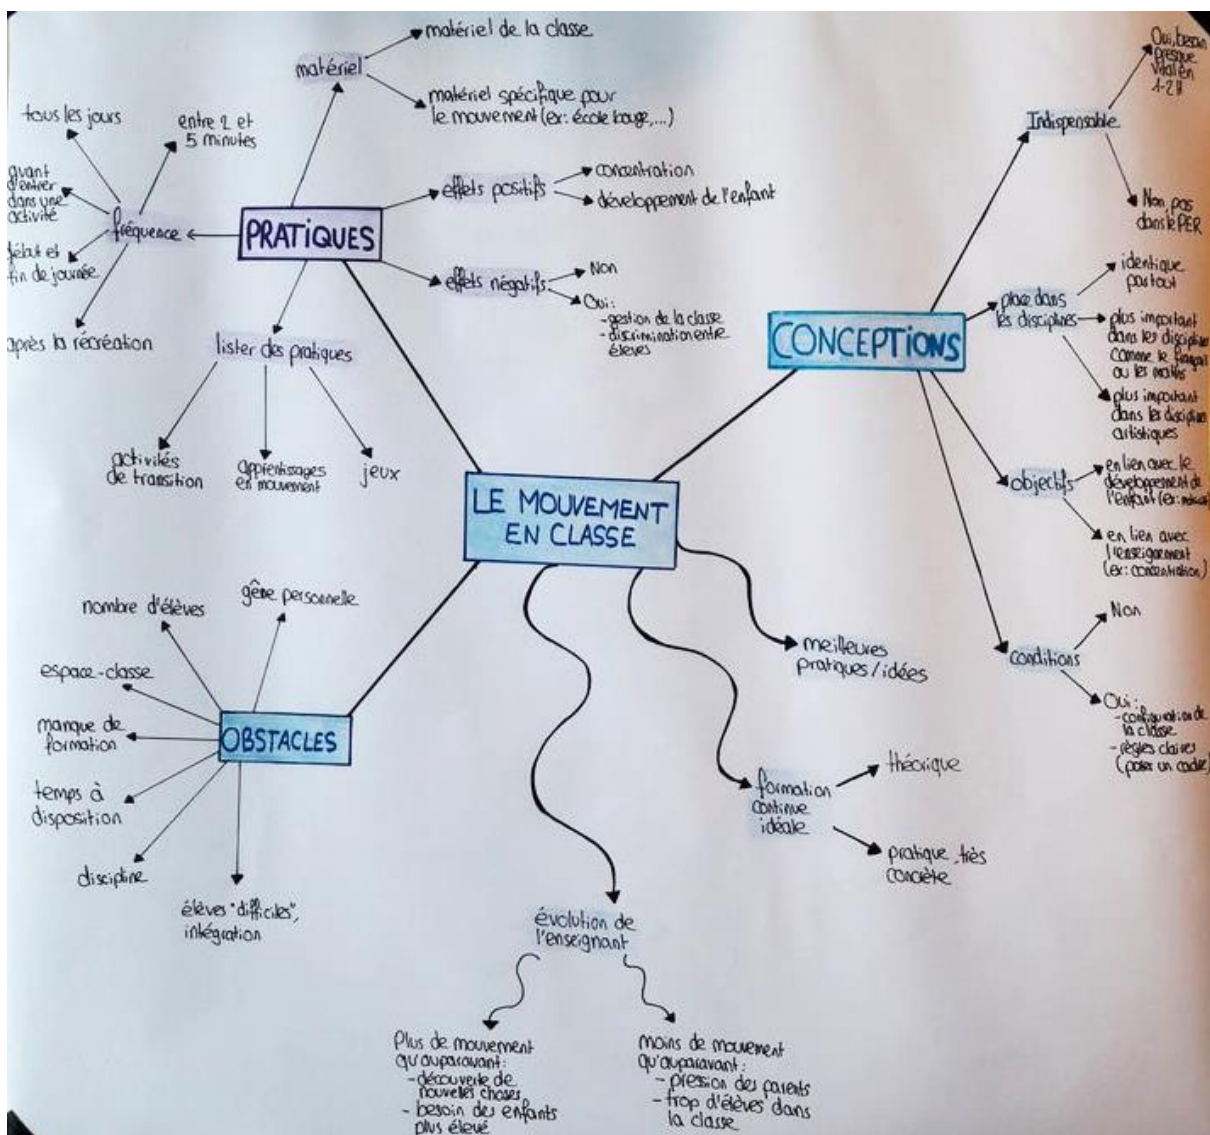 LE MOUVEMENT
EN CLASSE
PRATIQUES
matériel
matériel de la classe
matériel spécifique pour
le mouvement (ex: école bouge,...)
effets positifs
concentration
développement de l'enfant
effets négatifs
Non
Oui:
- gestion de la classe
- discrimination entre
élèves
fréquence
tous les jours
entre 2 et
5 minutes
avant
d'entrer
dans une
activité
début et
fin de journée
après la récréation
lister des pratiques
activités
de transition
apprentissages
en mouvement
jeux
CONCEPTIONS
Indispensable
Oui, besoin
presque
vital en
1-2H
Non pas
dans le PER
place dans
les disciplines
identique
partout
plus important
dans les disciplines
comme le français
ou les maths
plus important
dans les disciplines
artistiques
objectifs
en lien avec le
développement de
l'enfant (ex:
en lien avec
l'enseignement
(ex: concentration)
conditions
Non
Oui:
- configuration de
la classe
- règles claires
(poser un cadre)
OBSTACLES
nombre d'élèves
gêne personnelle
espace-classe
manque de
formation
temps à
disposition
discipline
élèves "difficiles",
intégration
meilleures
pratiques/idées
formation
continue
idéale
théorique
pratique, très
concrète
évolution de
l'enseignant
Plus de mouvement
qu'auparavant:
- découverte de
nouvelles choses
- besoin des enfants
plus élevé
moins de mouvement
qu'auparavant:
- pression des parents
- trop d'élèves dans
la classe